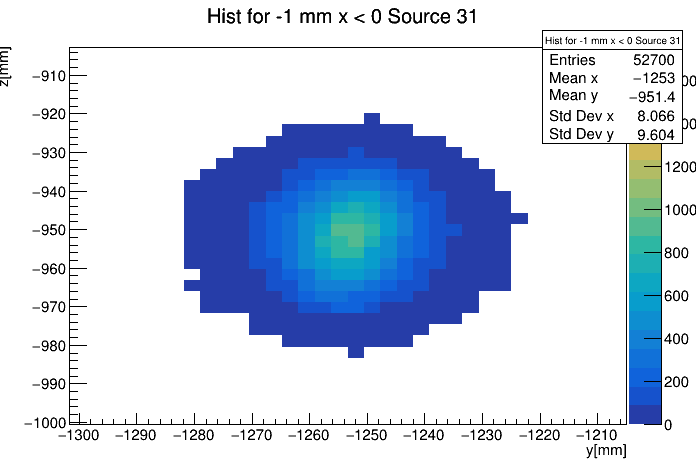 Hist for -1 mm x < 0 Source 31
Hist for -1 mm x < 0 Source 31
Entries 52700
Mean x −1253
Mean y −951.4
Std Dev x 8.066
Std Dev y 9.604
z[mm]
−910
−920
−930
−940
−950
−960
−970
−980
−990
−1000
−1300 −1290 −1280 −1270 −1260 −1250 −1240 −1230 −1220 −1210
y[mm]
1200
1000
800
600
400
200
0